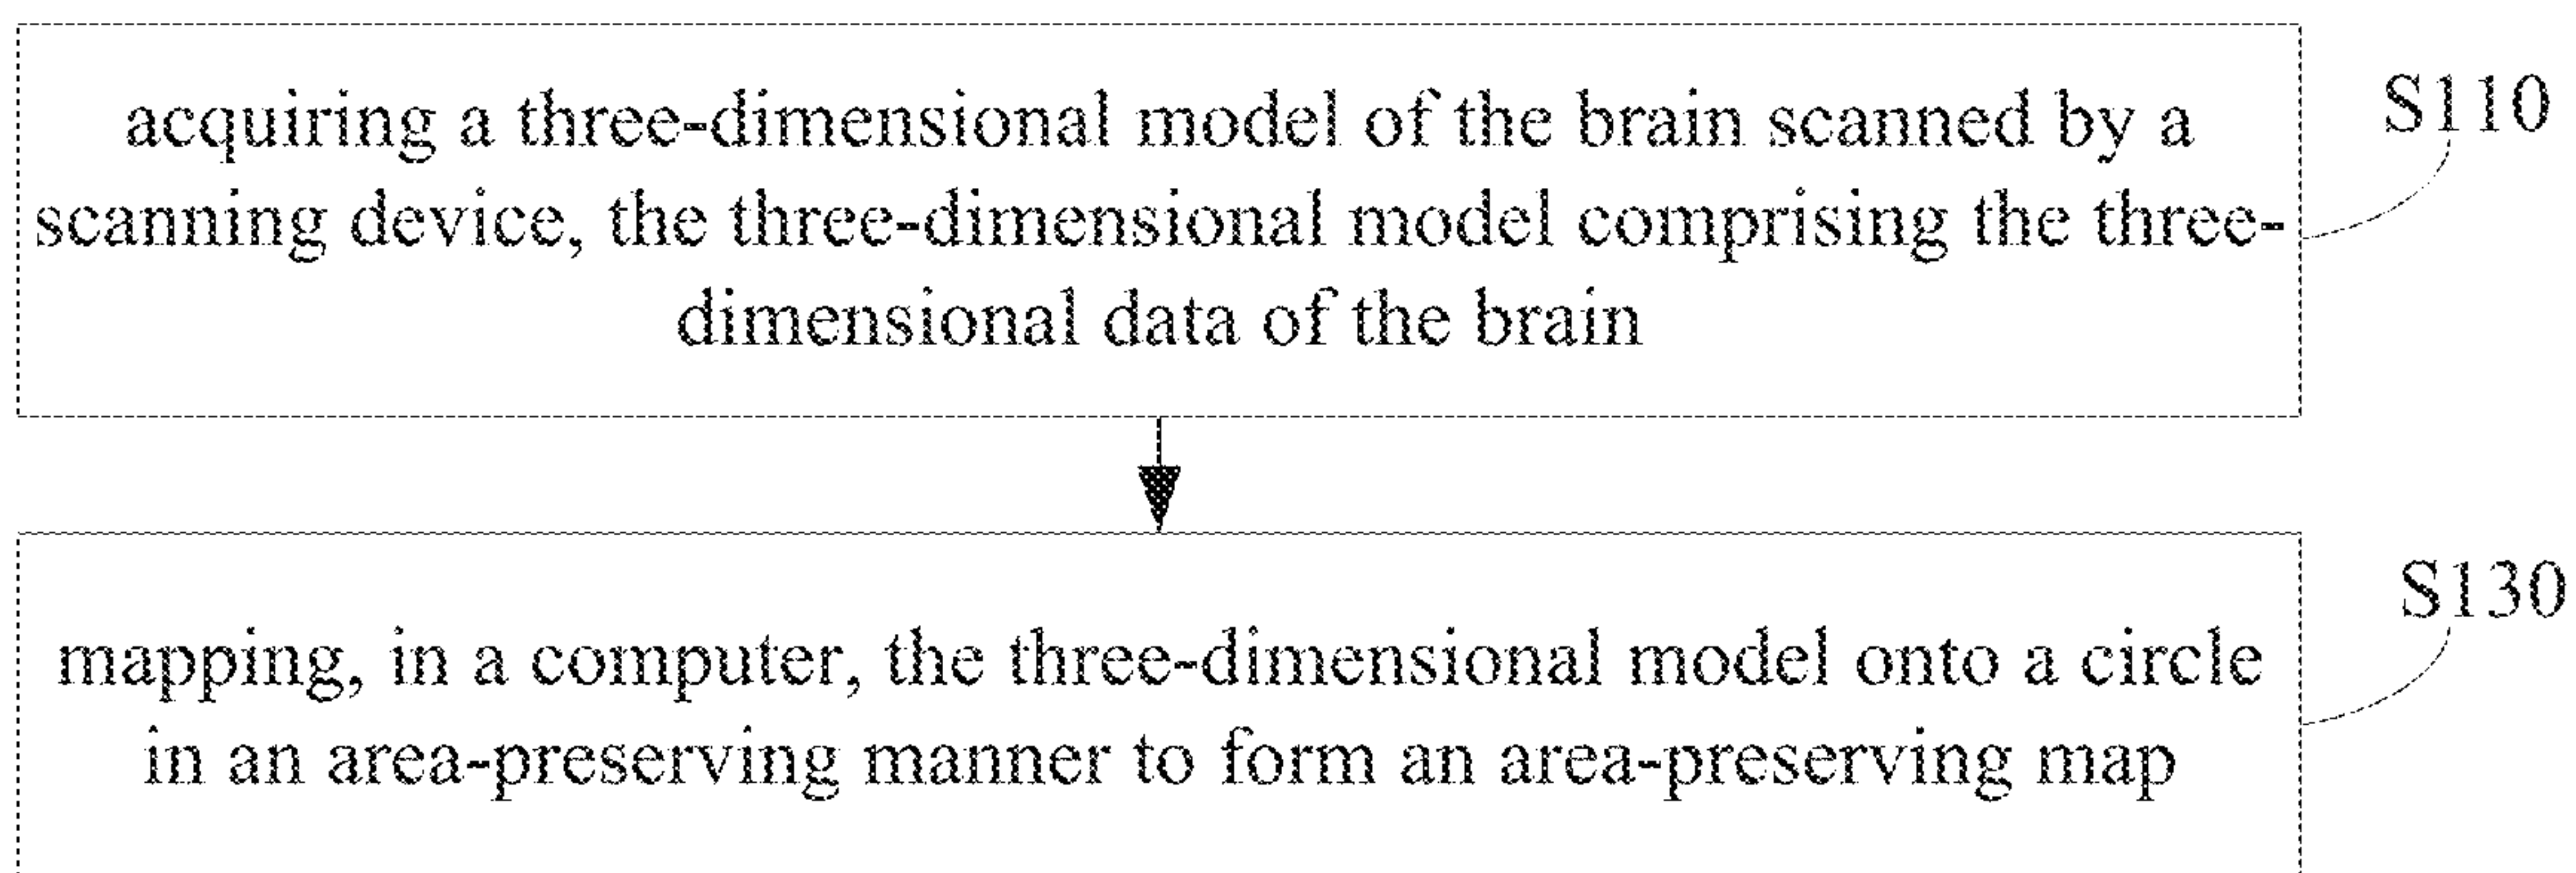 acquiring a three-dimensional model of the brain scanned by a
scanning device, the three-dimensional model comprising the three-
dimensional data of the brain
S110
mapping, in a computer, the three-dimensional model onto a circle
in an area-preserving manner to form an area-preserving map
S130